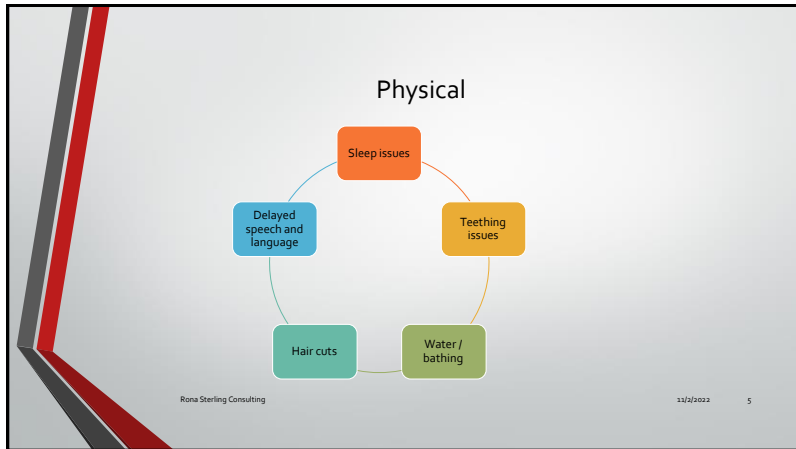 Physical
Sleep issues
Teething
issues
Water /
bathing
Hair cuts
Delayed
speech and
language
Rona Sterling Consulting
11/2/2022
5